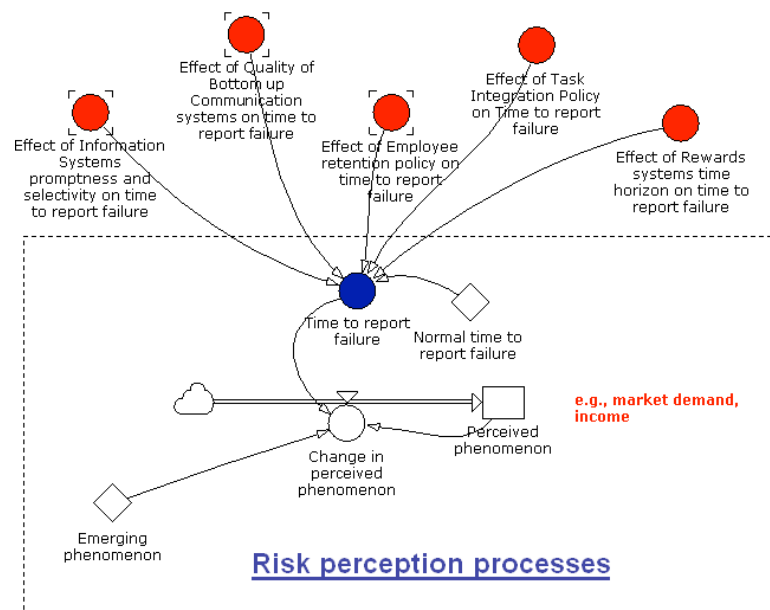 Effect of Quality of
Bottom up
Communication
systems on time to
report failure
Effect of Task
Integration Policy
on Time to report
failure
Effect of Information
Systems
promptness and
selectivity on time
to report failure
Effect of Employee
retention policy on
time to report
failure
Effect of Rewards
systems time
horizon on time to
report failure
Time to report
failure
Normal time to
report failure
e.g., market demand,
income
Perceived
phenomenon
Change in
perceived
phenomenon
Emerging
phenomenon
Risk perception processes